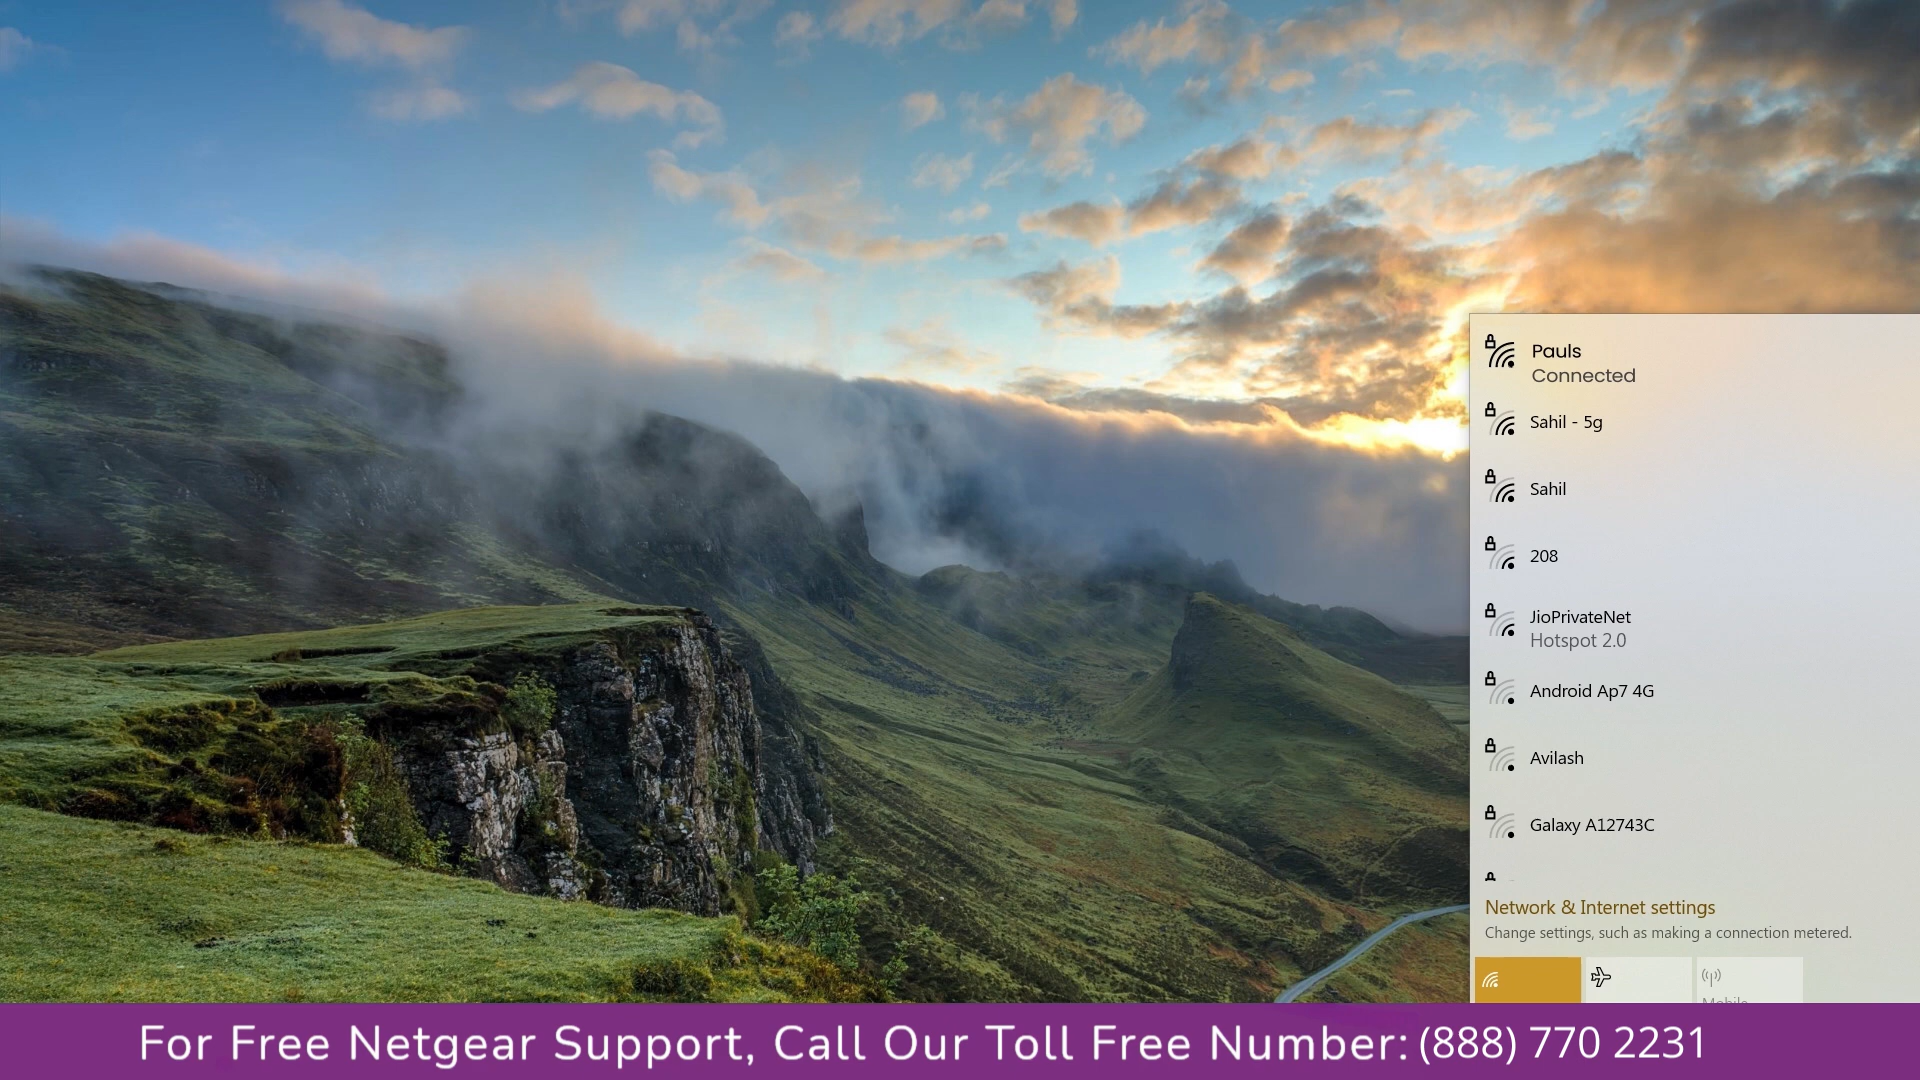 Pauls
Connected
Sahil - 5g
Sahil
208
JioPrivateNet
Hotspot 2.0
Android Ap7 4G
Avilash
Galaxy A12743C
Network & Internet settings
Change settings, such as making a connection metered.
For Free Netgear Support, Call Our Toll Free Number: (888) 770 2231